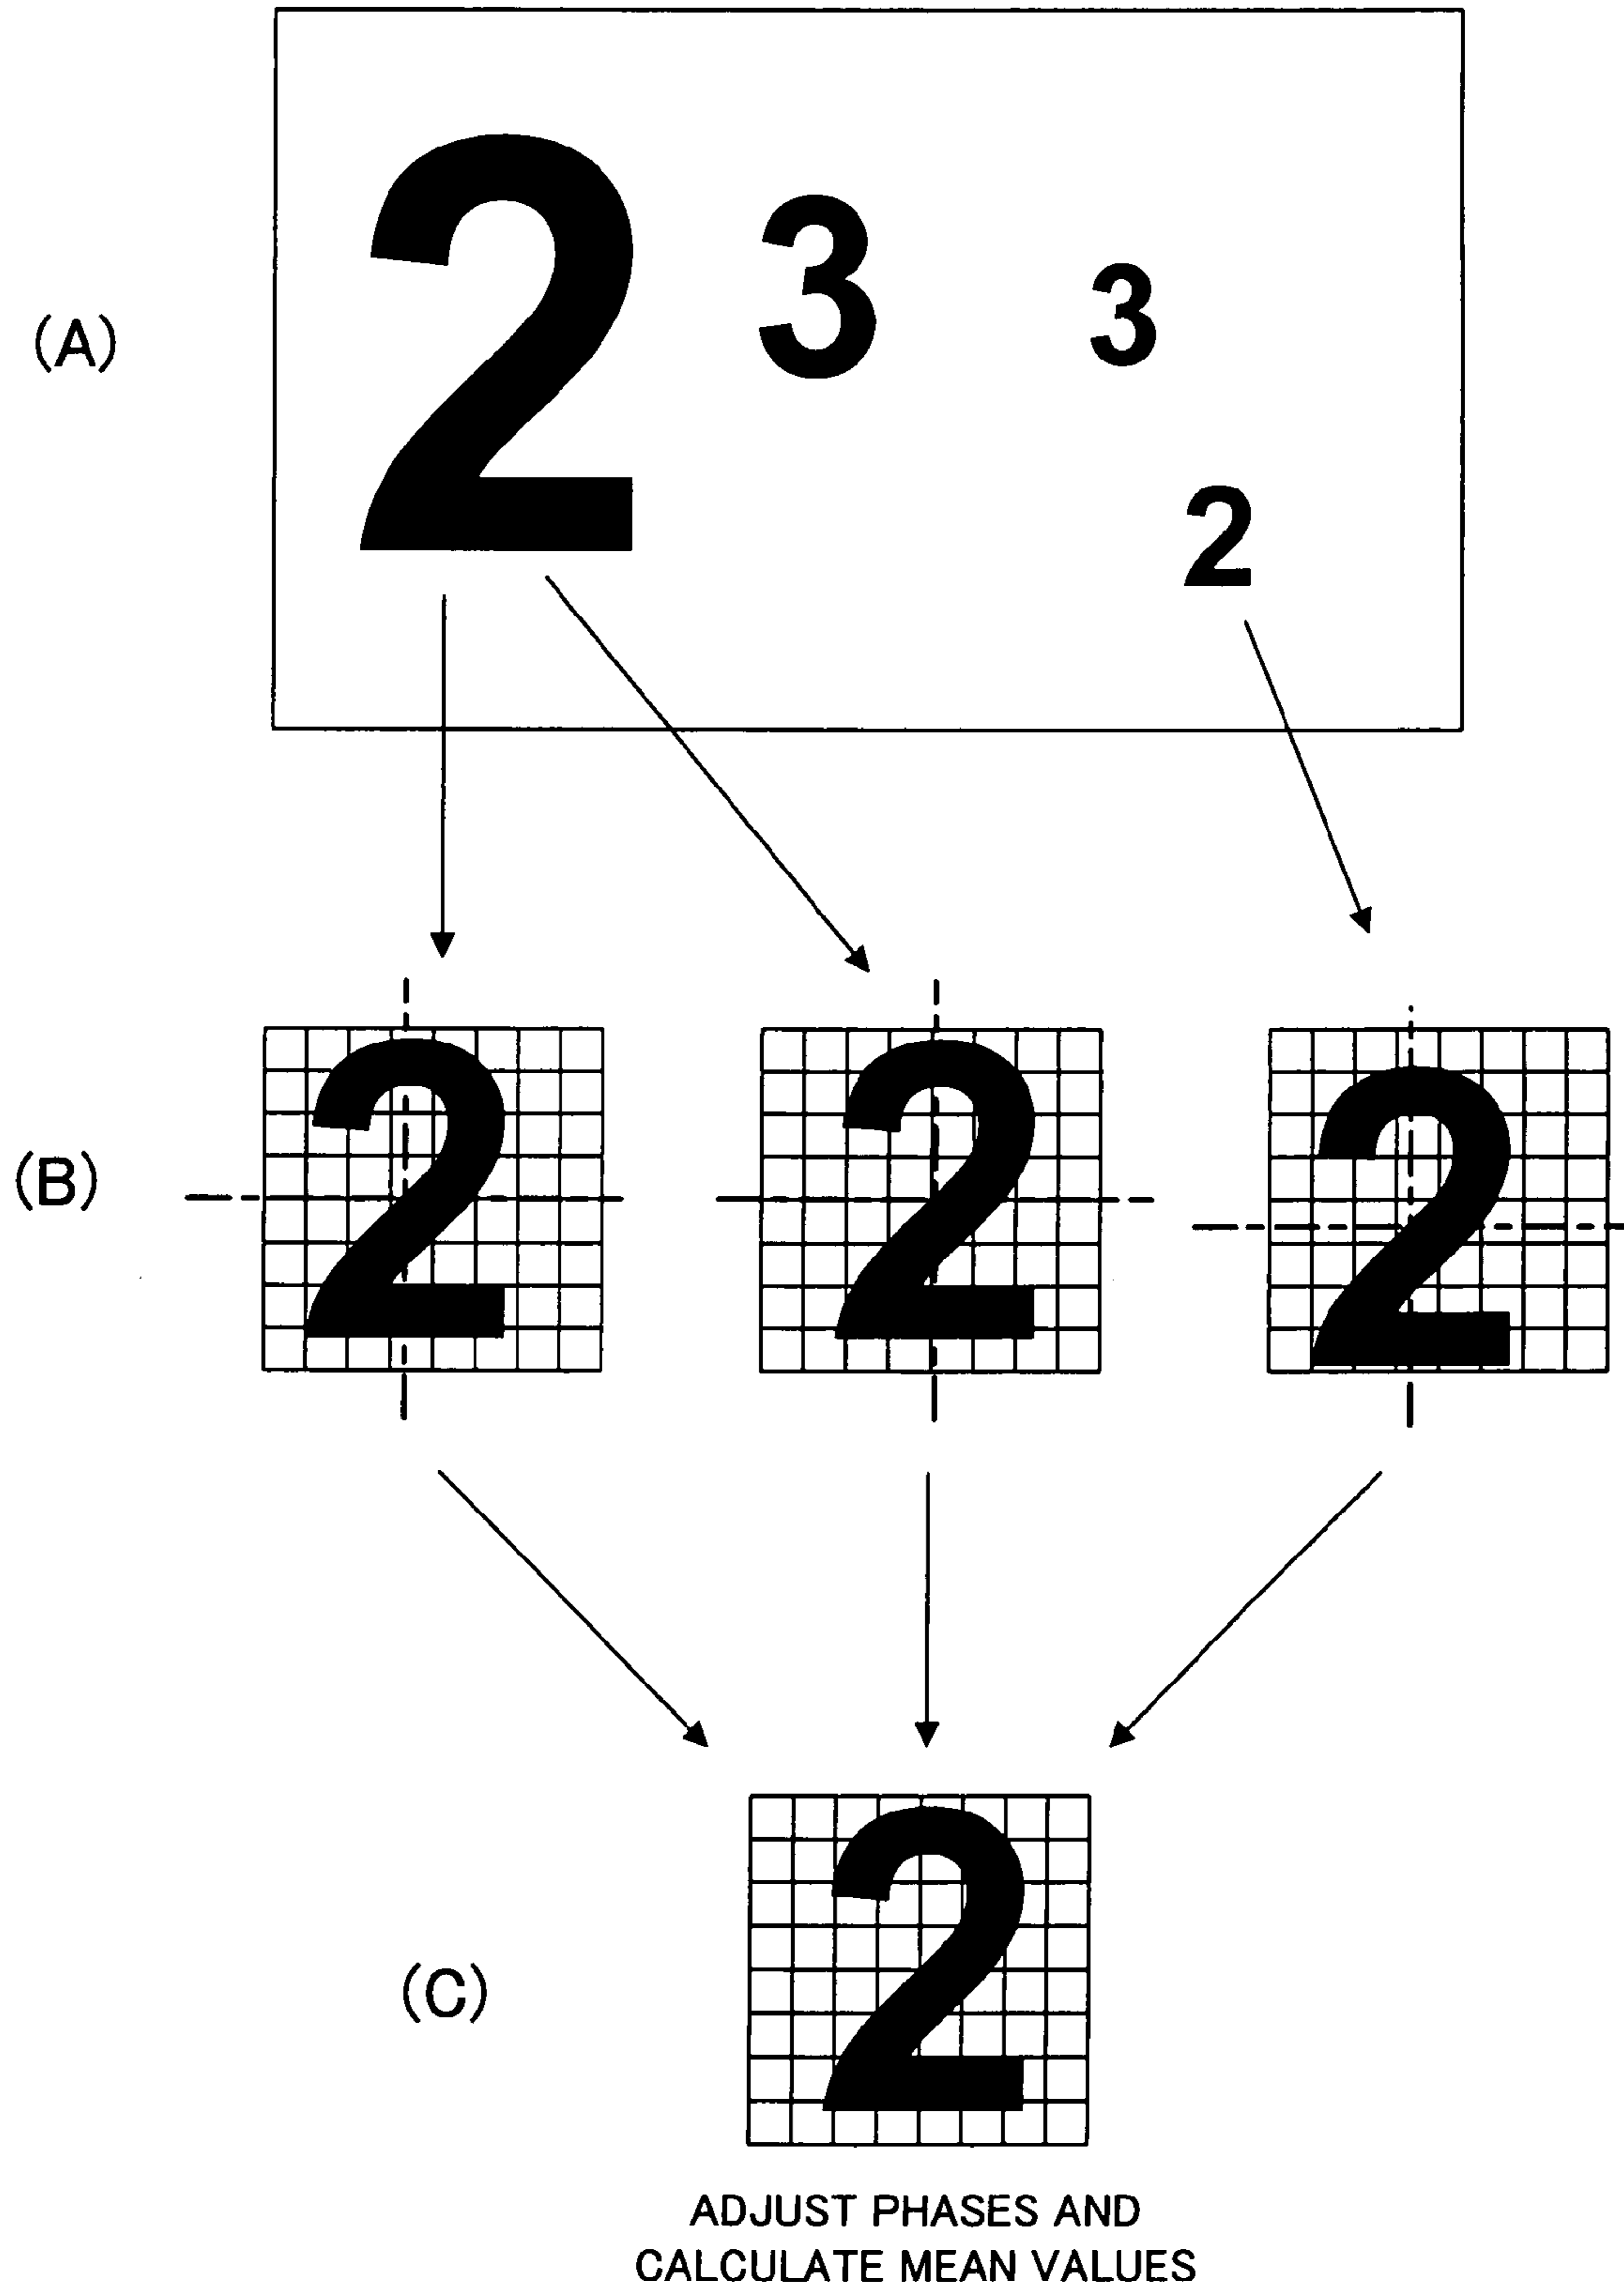 2 3 3
(A)
2
(B) 2 2 2
(C) 2
ADJUST PHASES AND
CALCULATE MEAN VALUES